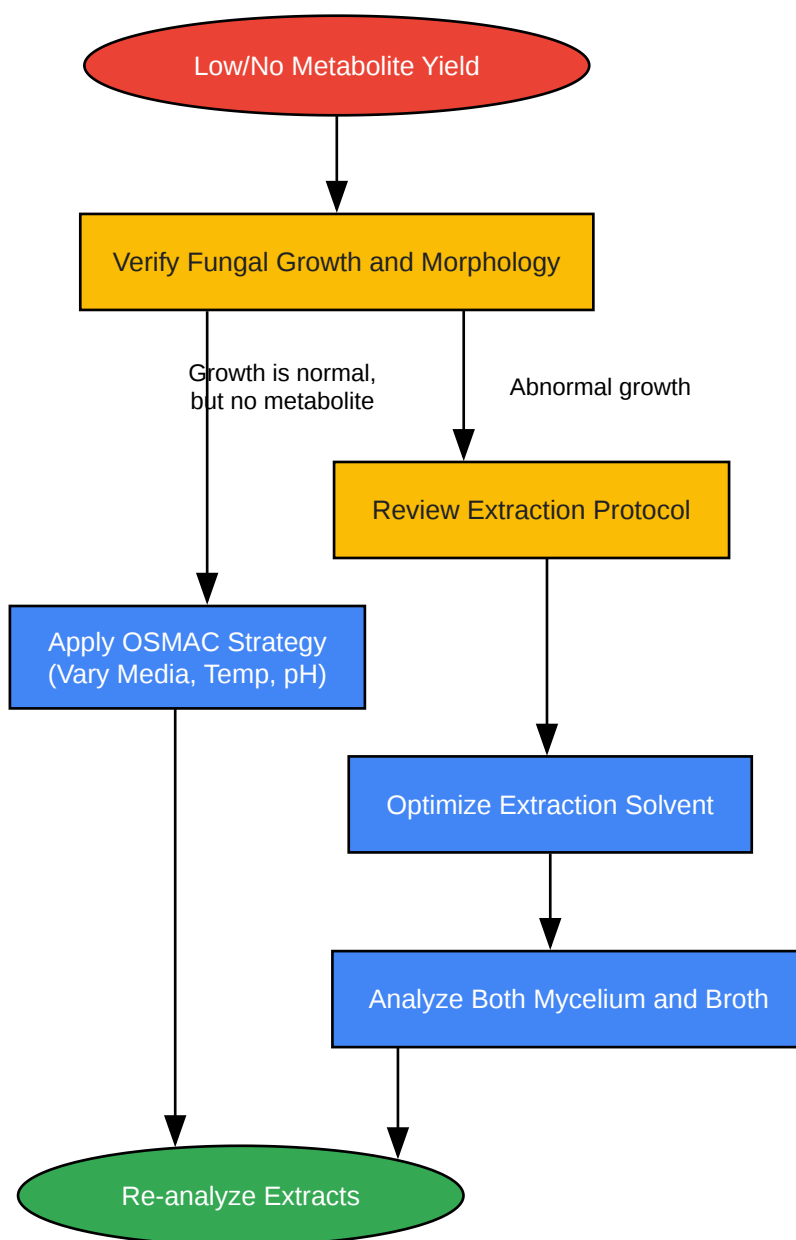 Low/No Metabolite Yield
Verify Fungal Growth and Morphology
Growth is normal,
but no metabolite
Abnormal growth
Review Extraction Protocol
Apply OSMAC Strategy
(Vary Media, Temp, pH)
Optimize Extraction Solvent
Analyze Both Mycelium and Broth
Re-analyze Extracts